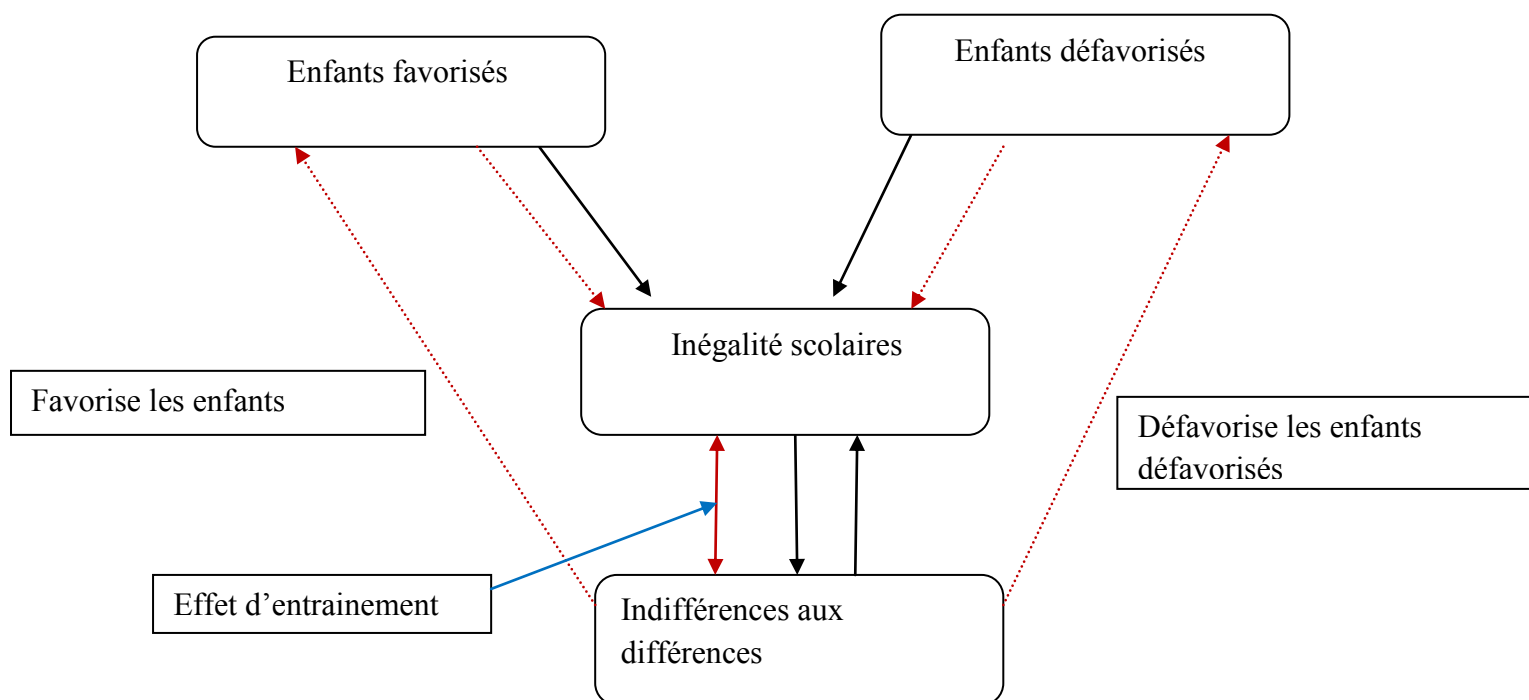 Enfants favorisés
Enfants défavorisés
Inégalité scolaires
Favorise les enfants
Défavorise les enfants
défavorisés
Effet d’entrainement
Indifférences aux
différences